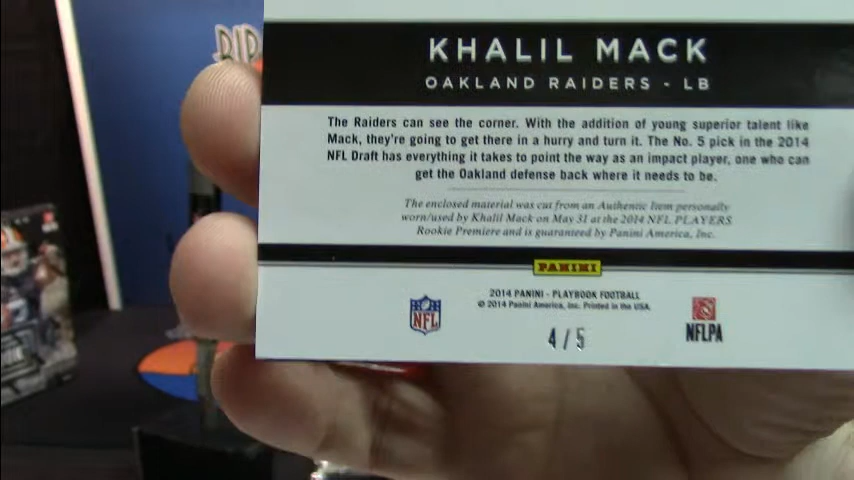 KHALIL MACK
OAKLAND RAIDERS - LB
The Raiders can see the corner. With the addition of young superior talent like
Mack, they're going to get there in a hurry and turn it. The No. 5 pick in the 2014
NFL Draft has everything it takes to point the way as an impact player, one who can
get the Oakland defense back where it needs to be.
The enclosed material was cut from an Authentic Item personally
worn/used by Khalil Mack on May 31 at the 2014 NFL PLAYERS
Rookie Premiere and is guaranteed by Panini America, Inc.
PANINI
2014 PANINI - PLAYBOOK FOOTBALL
© 2014 Panini America, Inc. Printed in the USA.
NFL
NFLPA
4/5